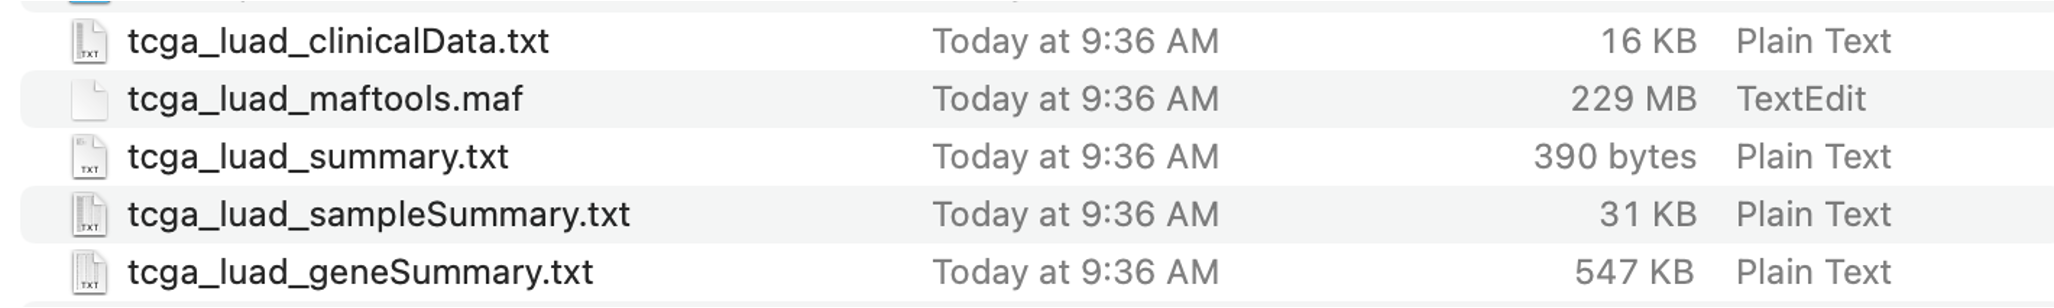 tcga_luad_clinicalData.txt Today at 9:36 AM 16 KB Plain Text
tcga_luad_maftools.maf Today at 9:36 AM 229 MB TextEdit
tcga_luad_summary.txt Today at 9:36 AM 390 bytes Plain Text
tcga_luad_sampleSummary.txt Today at 9:36 AM 31 KB Plain Text
tcga_luad_geneSummary.txt Today at 9:36 AM 547 KB Plain Text